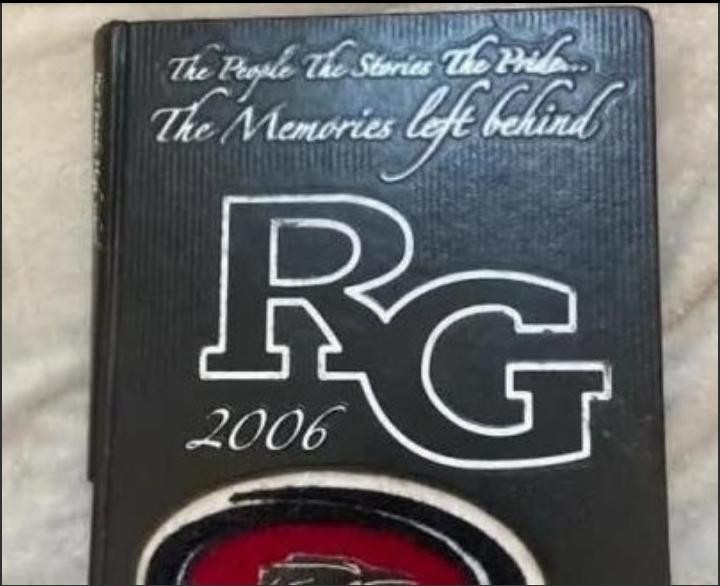 The People The Stories The Pride...
The Memories left behind
RG
2006